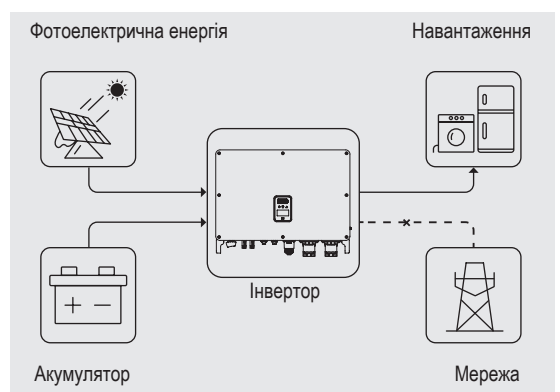 Фотоелектрична енергія
Навантаження
Інвертор
Акумулятор
Мережа